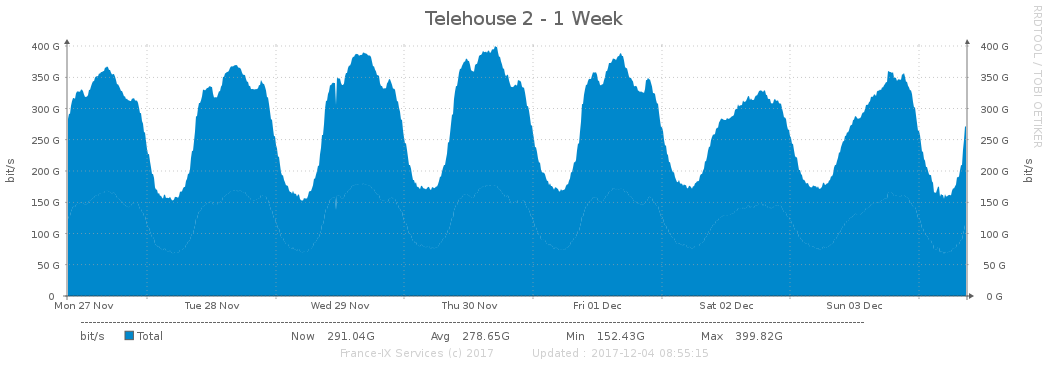 Telehouse 2 - 1 Week
RRDTOOL / TOBI OETIKER
400 G 400 G
350 G 350 G
300 G 300 G
250 G 250 G
200 G 200 G
150 G 150 G
100 G 100 G
50 G 50 G
0 0 G
bit/s bit/s
Mon 27 Nov Tue 28 Nov Wed 29 Nov Thu 30 Nov Fri 01 Dec Sat 02 Dec Sun 03 Dec
bit/s Total Now 291.04G Avg 278.65G Min 152.43G Max 399.82G
France-IX Services (c) 2017 Updated : 2017-12-04 08:55:15